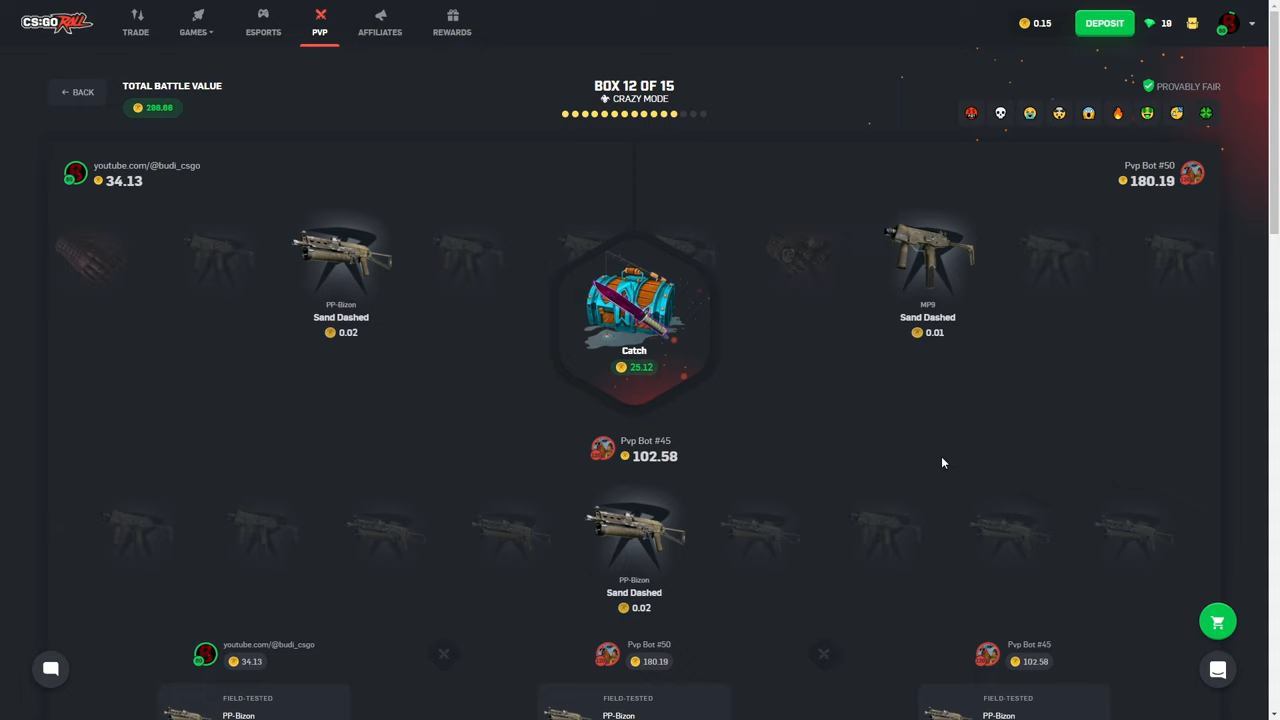 CS:GO ROLL
TRADE
GAMES
ESPORTS
PVP
AFFILIATES
REWARDS
0.15
DEPOSIT
19
← BACK
TOTAL BATTLE VALUE
286.86
BOX 12 OF 15
CRAZY MODE
PROVABLY FAIR
youtube.com/@budi_csgo
34.13
Pvp Bot #50
180.19
PP-Bizon
Sand Dashed
0.02
MP9
Sand Dashed
0.01
Catch
25.12
Pvp Bot #45
102.58
PP-Bizon
Sand Dashed
0.02
youtube.com/@budi_csgo
34.13
Pvp Bot #50
180.19
Pvp Bot #45
102.58
FIELD-TESTED
PP-Bizon
FIELD-TESTED
PP-Bizon
FIELD-TESTED
PP-Bizon